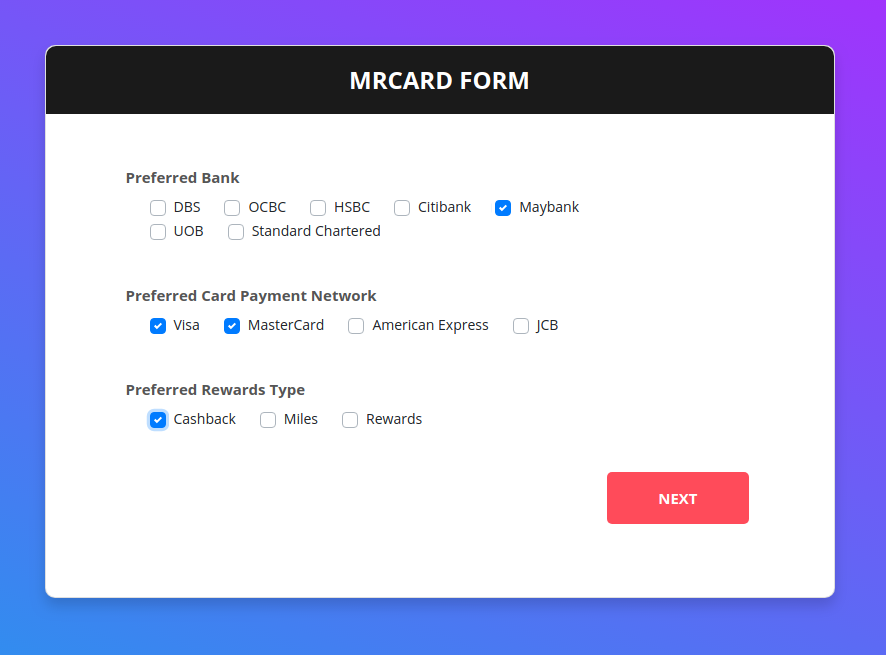 MRCARD FORM
Preferred Bank
DBS OCBC HSBC Citibank Maybank
UOB Standard Chartered
Preferred Card Payment Network
Visa MasterCard American Express JCB
Preferred Rewards Type
Cashback Miles Rewards
NEXT